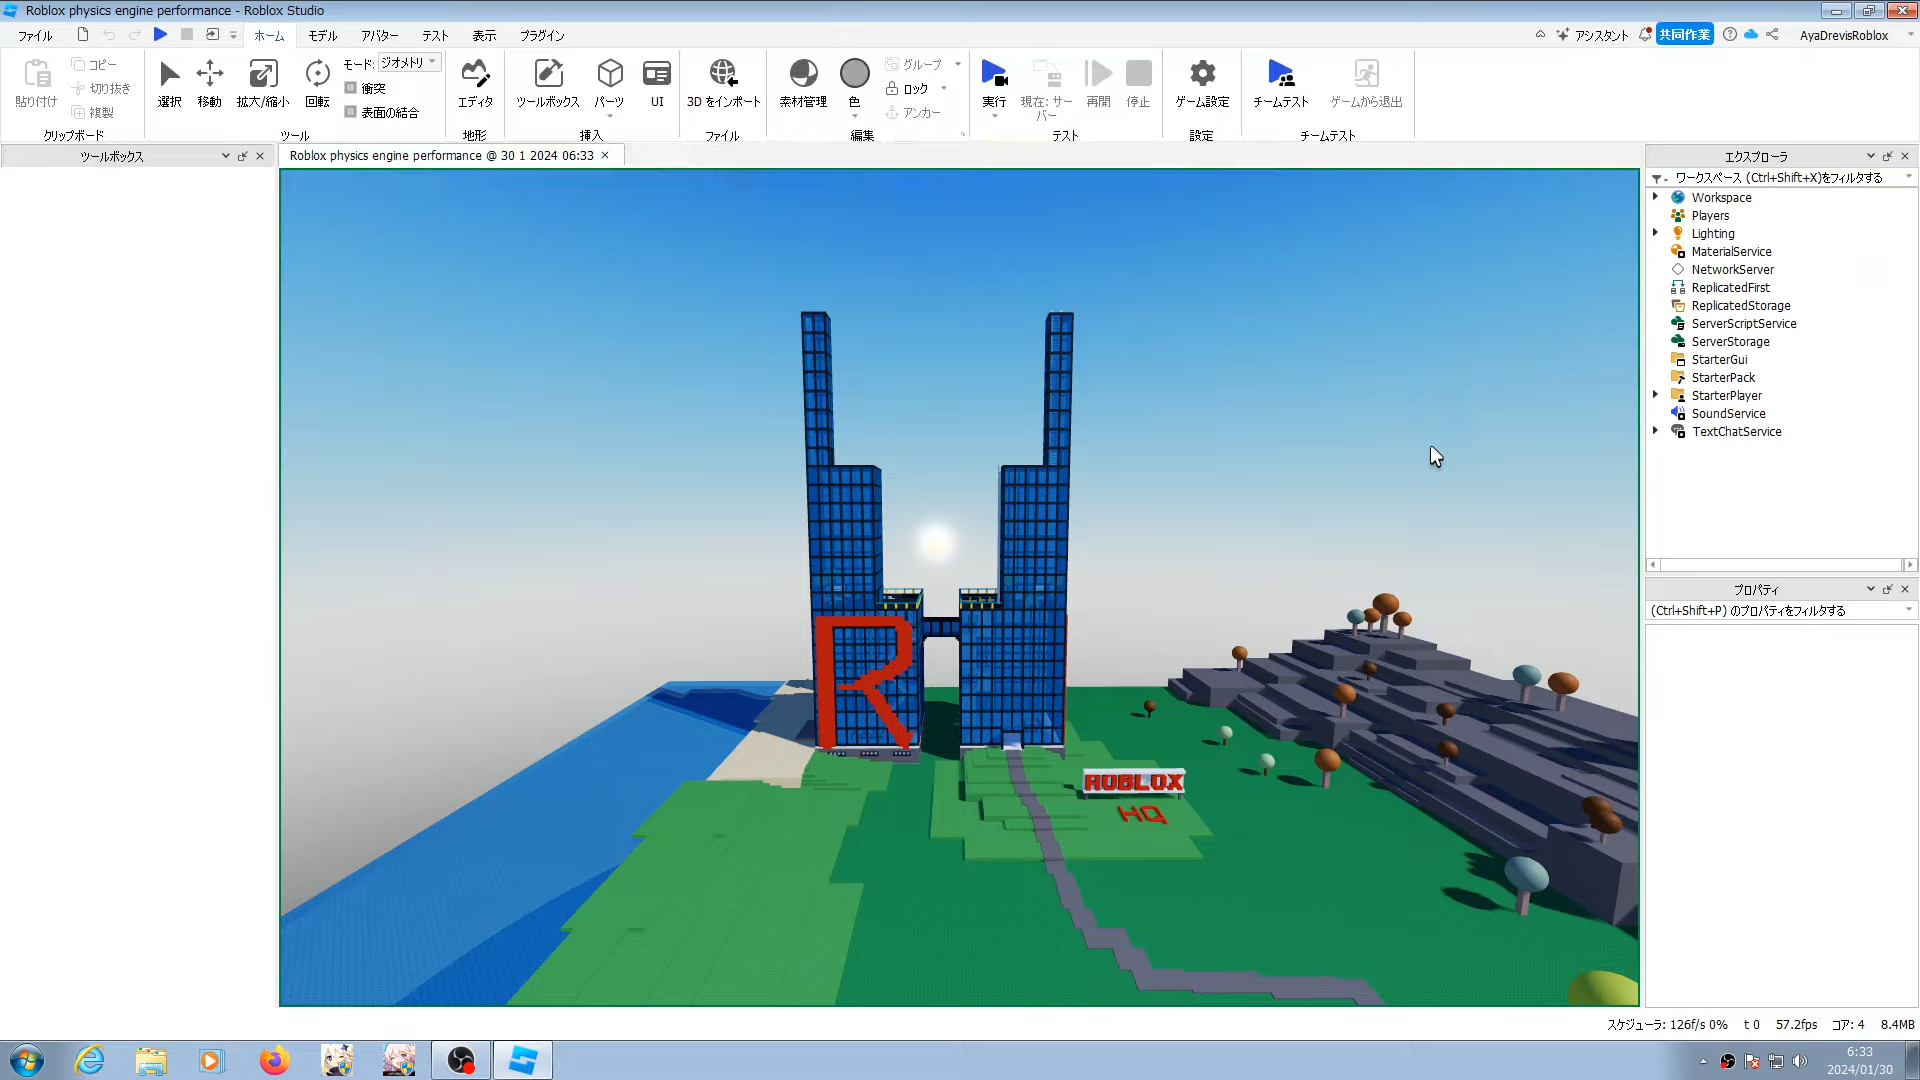 Roblox physics engine performance - Roblox Studio
ファイル ホーム モデル アバター テスト 表示 プラグイン アシスタント 共同作業 AyaDrevisRoblox
貼り付け コピー 切り抜き 複製
クリップボード
選択 移動 拡大/縮小 回転 モード: ジオメトリ 衝突 表面の結合
ツール
エディタ
地形
ツールボックス パーツ UI
挿入
3D をインポート
ファイル
素材管理 色 グループ ロック アンカー
編集
実行 現在: サーバー 再開 停止
テスト
ゲーム設定
設定
チームテスト ゲームから退出
チームテスト
ツールボックス
Roblox physics engine performance @ 30 1 2024 06:33
R
ROBLOX
HQ
エクスプローラ
ワークスペース (Ctrl+Shift+X)をフィルタする
Workspace
Players
Lighting
MaterialService
NetworkServer
ReplicatedFirst
ReplicatedStorage
ServerScriptService
ServerStorage
StarterGui
StarterPack
StarterPlayer
SoundService
TextChatService
プロパティ
(Ctrl+Shift+P) のプロパティをフィルタする
スケジューラ: 126f/s 0% t 0 57.2fps コア: 4 8.4MB
6:33
2024/01/30